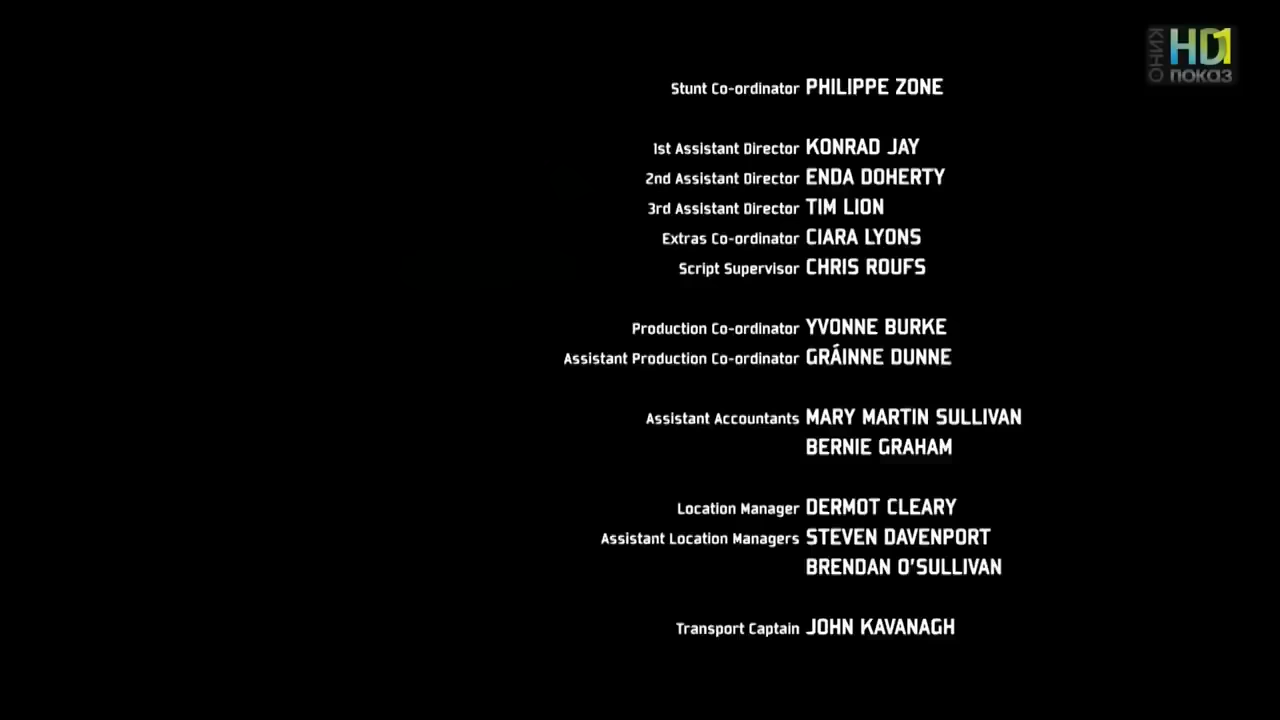 КИНО
HD1
показ
Stunt Co-ordinator PHILIPPE ZONE
1st Assistant Director KONRAD JAY
2nd Assistant Director ENDA DOHERTY
3rd Assistant Director TIM LION
Extras Co-ordinator CIARA LYONS
Script Supervisor CHRIS ROUFS
Production Co-ordinator YVONNE BURKE
Assistant Production Co-ordinator GRÁINNE DUNNE
Assistant Accountants MARY MARTIN SULLIVAN
BERNIE GRAHAM
Location Manager DERMOT CLEARY
Assistant Location Managers STEVEN DAVENPORT
BRENDAN O'SULLIVAN
Transport Captain JOHN KAVANAGH